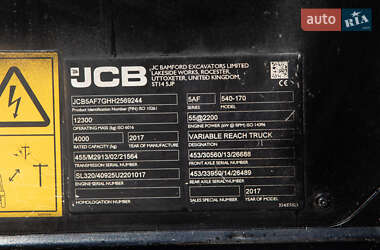 auto RIA
JCB
JC BAMFORD EXCAVATORS LIMITED
LAKESIDE WORKS, ROCESTER,
UTTOXETER, UNITED KINGDOM,
ST14 5JP
JCB5AF7GHH2569244
Product Identification Number (PIN) ISO 10261
5AF
SERIES
540-170
MODEL
12300
OPERATING MASS (kg) ISO 6016
55@2200
ENGINE POWER (kW @ RPM) ISO 14396
4000
RATED CAPACITY (kg)
2017
YEAR OF MANUFACTURE
VARIABLE REACH TRUCK
DESIGNATION
455/M2913/02/21564
TRANSMISSION SERIAL NUMBER
453/30560/13/26688
FRONT AXLE SERIAL NUMBER
SL320/40925U2201017
ENGINE SERIAL NUMBER
453/33950/14/26489
REAR AXLE SERIAL NUMBER
HOMOLOGATION NUMBER
SALES SPECIAL
2017
MODEL YEAR